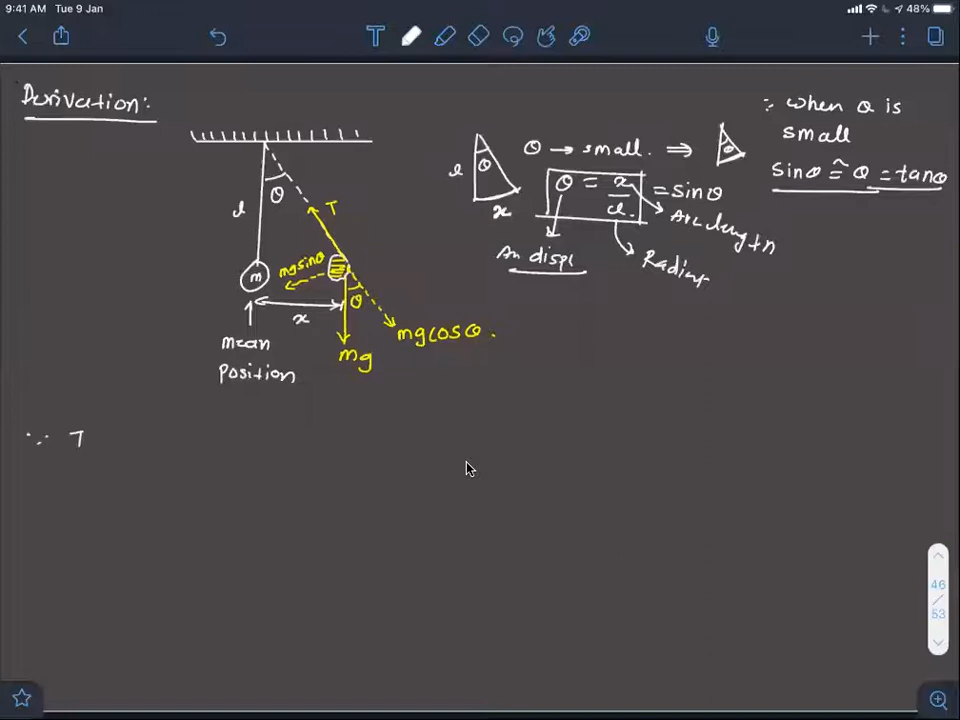 9:41 AM Tue 9 Jan
48%
Derivation:
∵ when θ is
small
sinθ ≅ θ = tanθ
θ → small. ⇒
θ
θ
l
x
θ = x/l. = sinθ
Arc length
Radius
An displ
θ
l
T
m
mgsinθ
θ
x
mgcosθ.
mg
mean
position
∵ T
46
/
53